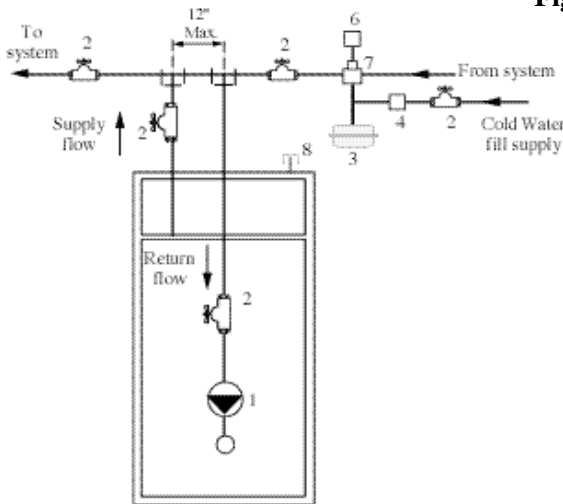 Fig
To
system
2
12"
Max.
2
6
7
From system
Supply
flow
2
3
4
2
Cold Water
fill supply
8
Return
flow
2
1